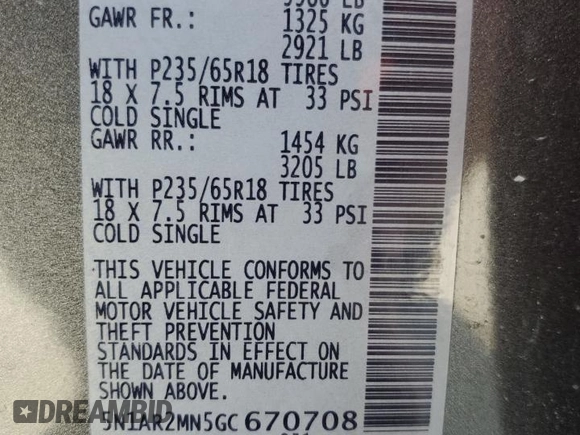 GAWR FR.: 1325 KG
2921 LB
WITH P235/65R18 TIRES
18 X 7.5 RIMS AT 33 PSI
COLD SINGLE
GAWR RR.: 1454 KG
3205 LB
WITH P235/65R18 TIRES
18 X 7.5 RIMS AT 33 PSI
COLD SINGLE
THIS VEHICLE CONFORMS TO
ALL APPLICABLE FEDERAL
MOTOR VEHICLE SAFETY AND
THEFT PREVENTION
STANDARDS IN EFFECT ON
THE DATE OF MANUFACTURE
SHOWN ABOVE.
5N1AR2MN5GC670708
DREAMBID